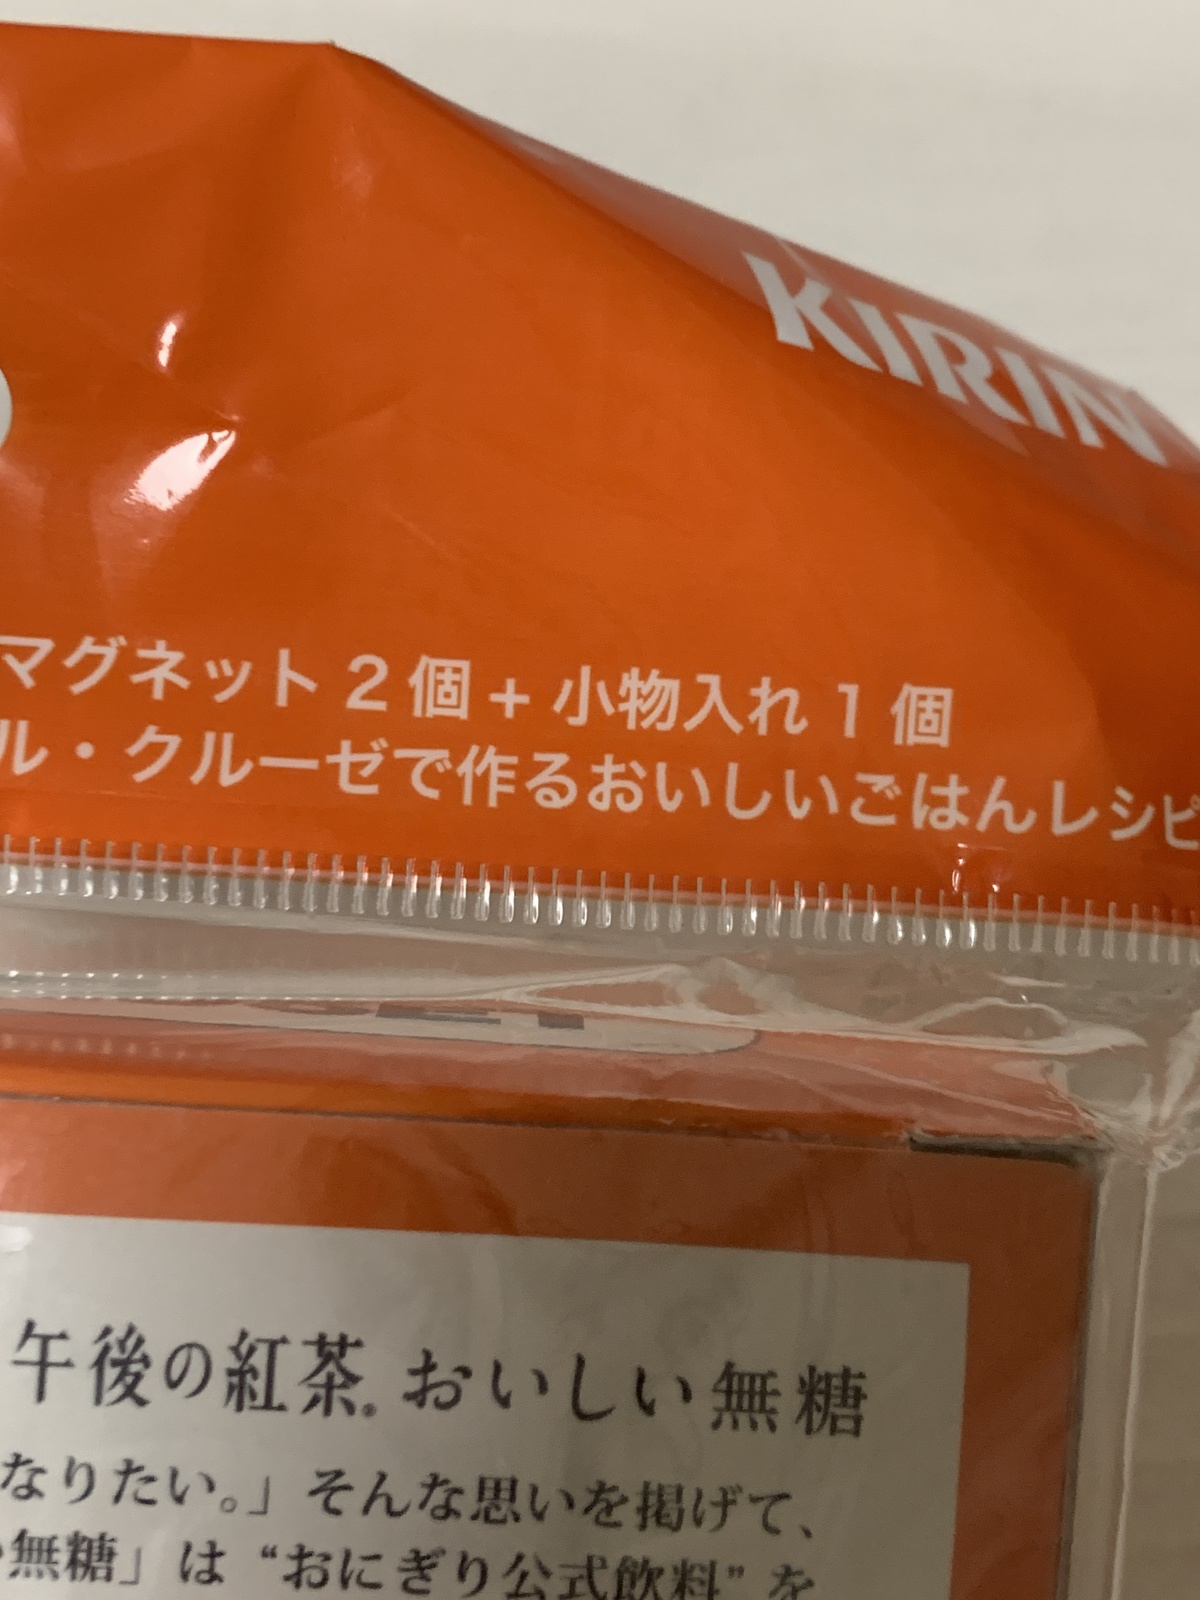 KIRIN
マグネット 2 個 + 小物入れ 1 個
ル・クルーゼで作るおいしいごはんレシピ
午後の紅茶® おいしい無糖
なりたい。」そんな思いを掲げて、
無糖」は “おにぎり公式飲料” を